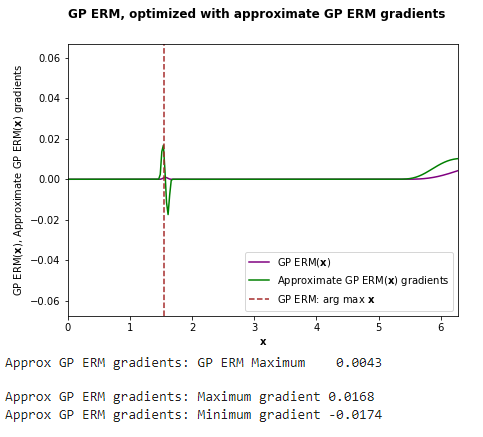 GP ERM, optimized with approximate GP ERM gradients
GP ERM(x), Approximate GP ERM(x) gradients
0.06
0.04
0.02
0.00
−0.02
−0.04
−0.06
0 1 2 3 4 5 6
x
GP ERM(x)
Approximate GP ERM(x) gradients
GP ERM: arg max x
Approx GP ERM gradients: GP ERM Maximum 0.0043
Approx GP ERM gradients: Maximum gradient 0.0168
Approx GP ERM gradients: Minimum gradient -0.0174